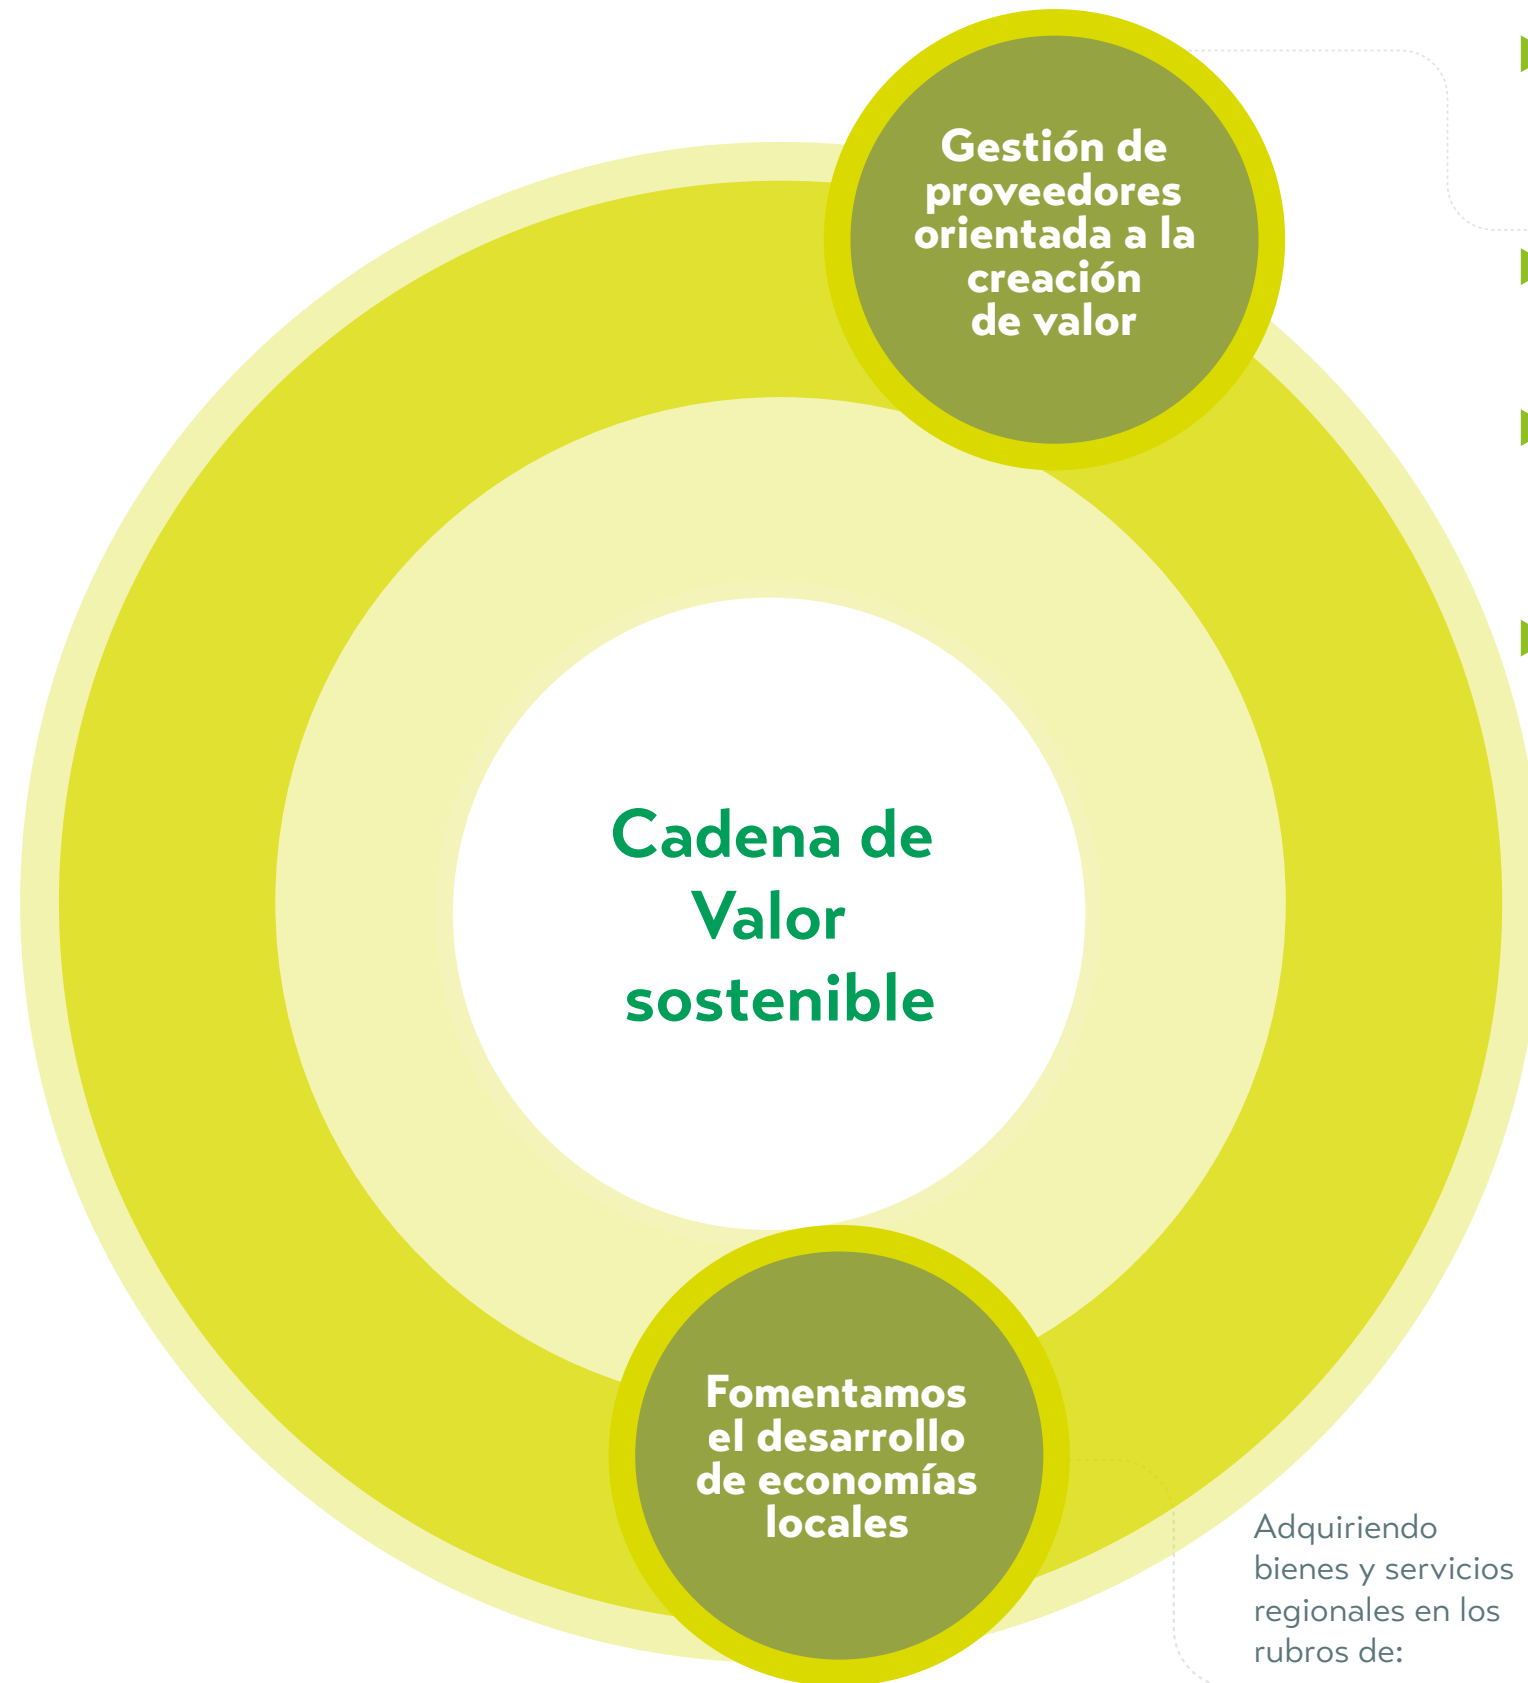 Gestión de
proveedores
orientada a la
creación
de valor
Cadena de
Valor
sostenible
Fomentamos
el desarrollo
de economías
locales
Adquiriendo
bienes y servicios
regionales en los
rubros de: